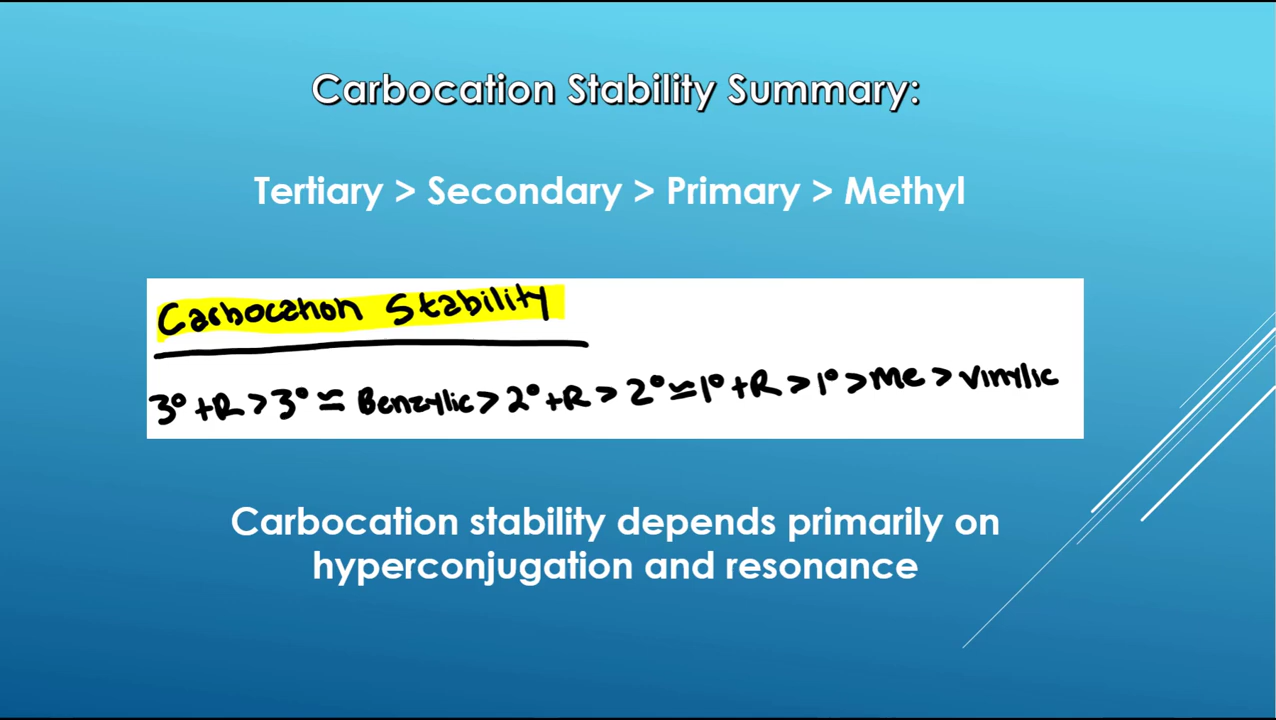 Carbocation Stability Summary:
Tertiary > Secondary > Primary > Methyl
Carbocation Stability
3° +R > 3° ≃ Benzylic > 2° +R > 2° ≃ 1° +R > 1° > Me > Vinylic
Carbocation stability depends primarily on
hyperconjugation and resonance